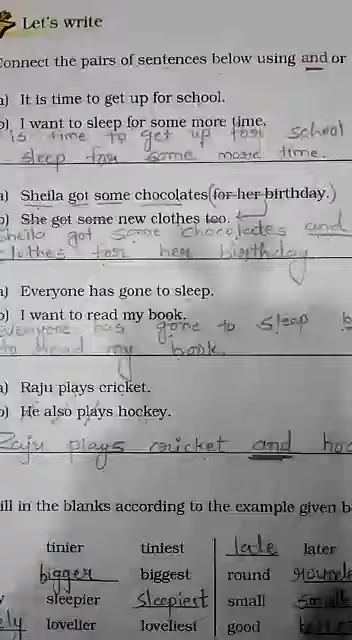 Let's write
Connect the pairs of sentences below using and or
a) It is time to get up for school.
b) I want to sleep for some more time.
is time to get up for school
sleep for some more time.
a) Sheila got some chocolates (for her birthday.)
b) She got some new clothes too.
Sheila got some chocolades and
clothes for her birthday
a) Everyone has gone to sleep.
b) I want to read my book.
Everyone has gone to sleep b
to read my book.
a) Raju plays cricket.
b) He also plays hockey.
Raju plays cricket and hoc
ill in the blanks according to the example given b
tinier tiniest late later
bigger biggest round rounde
y sleepier sleepiest small small
ely lovelier loveliest good